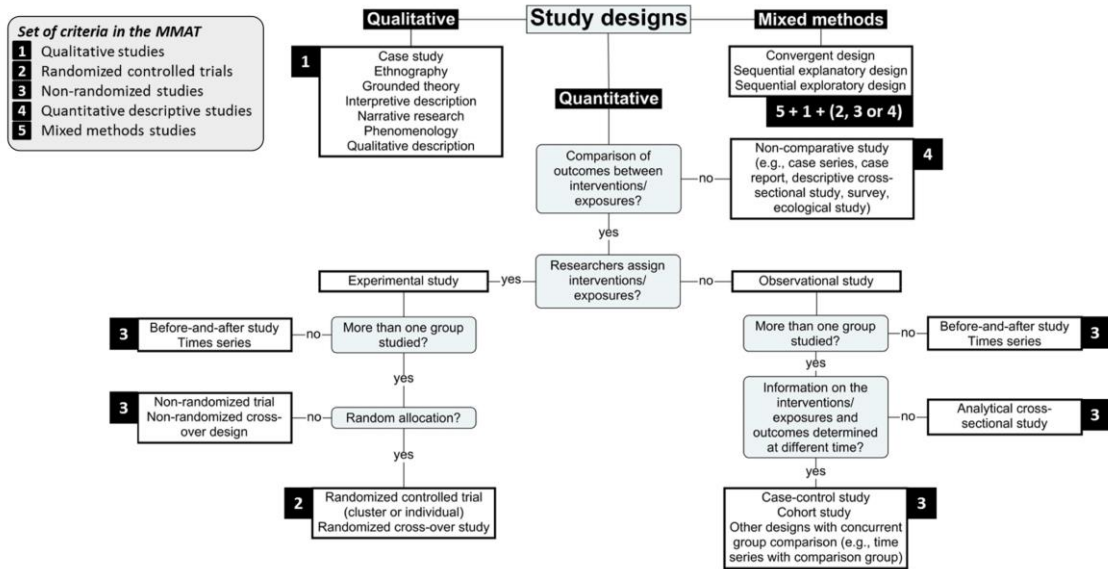 Set of criteria in the MMAT
1 Qualitative studies
2 Randomized controlled trials
3 Non-randomized studies
4 Quantitative descriptive studies
5 Mixed methods studies
Study designs
Qualitative
1
Case study
Ethnography
Grounded theory
Interpretive description
Narrative research
Phenomenology
Qualitative description
Mixed methods
Convergent design
Sequential explanatory design
Sequential exploratory design
5 + 1 + (2, 3 or 4)
Quantitative
Comparison of
outcomes between
interventions/
exposures?
no
Non-comparative study
(e.g., case series, case
report, descriptive cross-
sectional study, survey,
ecological study)
4
yes
Researchers assign
interventions/
exposures?
yes
Experimental study
no
Observational study
More than one group
studied?
no
Before-and-after study
Times series
3
yes
Random allocation?
no
Non-randomized trial
Non-randomized cross-
over design
3
yes
2
Randomized controlled trial
(cluster or individual)
Randomized cross-over study
More than one group
studied?
no
Before-and-after study
Times series
3
yes
Information on the
interventions/
exposures and
outcomes determined
at different time?
no
Analytical cross-
sectional study
3
yes
Case-control study
Cohort study
Other designs with concurrent
group comparison (e.g., time
series with comparison group)
3